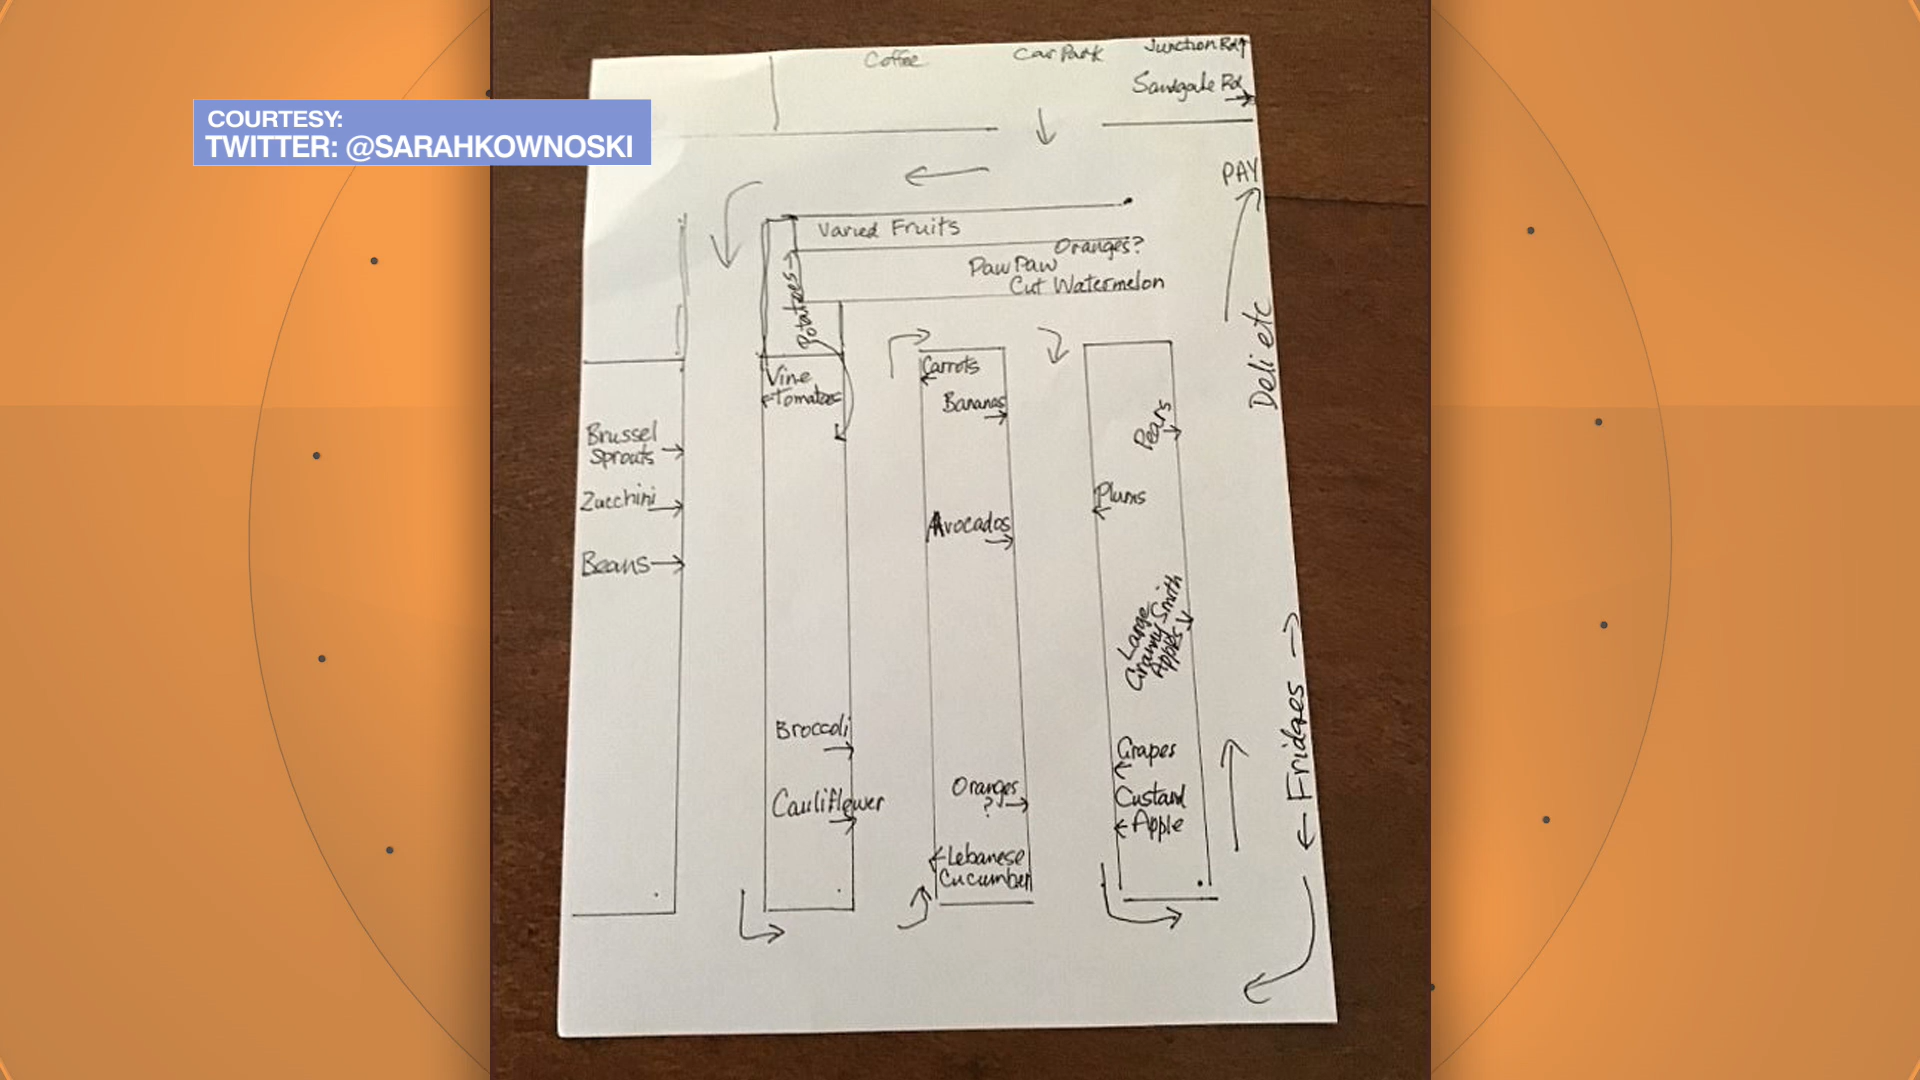 COURTESY:
TWITTER: @SARAHKOWNOSKI
Coffee
Car Park
Junction Rd
Sandgate Rd
PAY
Varied Fruits
Oranges?
Paw Paw
Cut Watermelon
Potatoes
Deli etc
Vine
Tomatoes
Carrots
Bananas
Pears
Brussel
Sprouts
Zucchini
Beans
Avocados
Plums
Large
Granny Smith
Apples
Broccoli
Cauliflower
Oranges
?
Lebanese
Cucumber
Grapes
Custard
Apple
Fridges